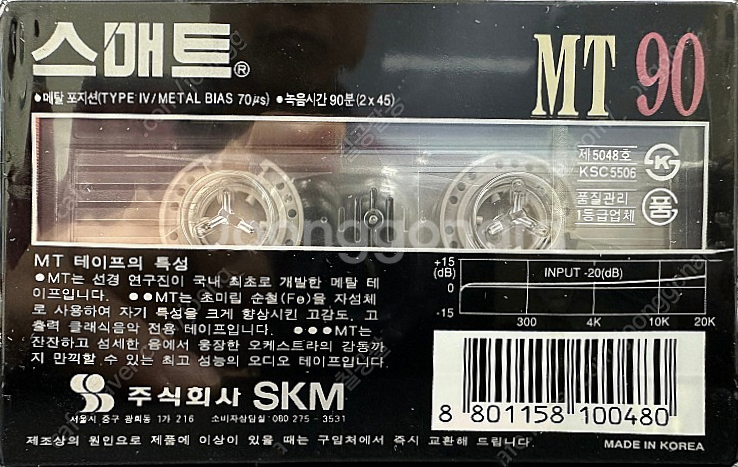 스매트®
MT 90
●메탈 포지션(TYPE IV/METAL BIAS 70μs) ●녹음시간 90분(2 x 45)
제5048호
KSC5506
K
품질관리
1등급업체
품
MT 테이프의 특성
●MT는 선경 연구진이 국내 최초로 개발한 메탈 테
이프입니다. ●●MT는 초미립 순철(Fe)을 자성체
로 사용하여 자기 특성을 크게 향상시킨 고감도, 고
출력 클래식음악 전용 테이프입니다. ●●●MT는
잔잔하고 섬세한 음에서 웅장한 오케스트라의 감동까
지 만끽할 수 있는 최고 성능의 오디오 테이프입니다.
+15
(dB)
0
-15
INPUT -20(dB)
300 4K 10K 20K
주식회사 SKM
서울시 중구 광희동 1가 216 소비자상담실:080 275-3531
8 801158 100480
제조상의 원인으로 제품에 이상이 있을 때는 구입처에서 즉시 교환해 드립니다.
MADE IN KOREA